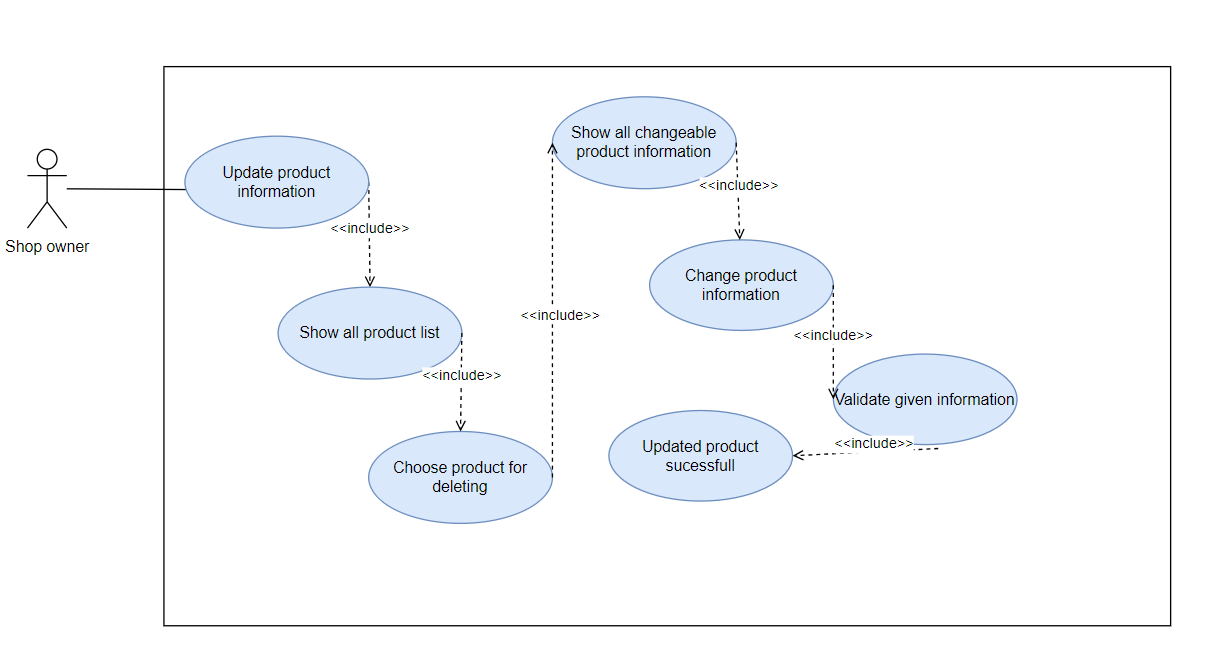 Shop owner
Update product
information
<<include>>
Show all product list
<<include>>
Choose product for
deleting
<<include>>
Show all changeable
product information
<<include>>
Change product
information
<<include>>
Validate given information
<<include>>
Updated product
sucessfull